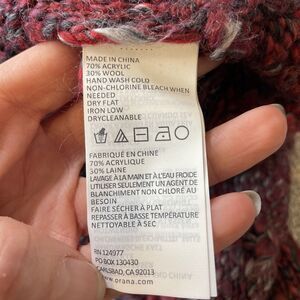 MADE IN CHINA
70% ACRYLIC
30% WOOL
HAND WASH COLD
NON-CHLORINE BLEACH WHEN
NEEDED
DRY FLAT
IRON LOW
DRYCLEANABLE
FABRIQUÉ EN CHINE
70% ACRYLIQUE
30% LAINE
LAVAGE À LA MAIN ET À L'EAU FROIDE
UTILISER SEULEMENT UN AGENT DE
BLANCHIMENT NON CHLORÉ AU
BESOIN
FAIRE SÉCHER À PLAT
REPASSER À BASSE TEMPÉRATURE
NETTOYABLE À SEC
RN 124977
PO BOX 130430
CARLSBAD, CA 92013
www.orana.com